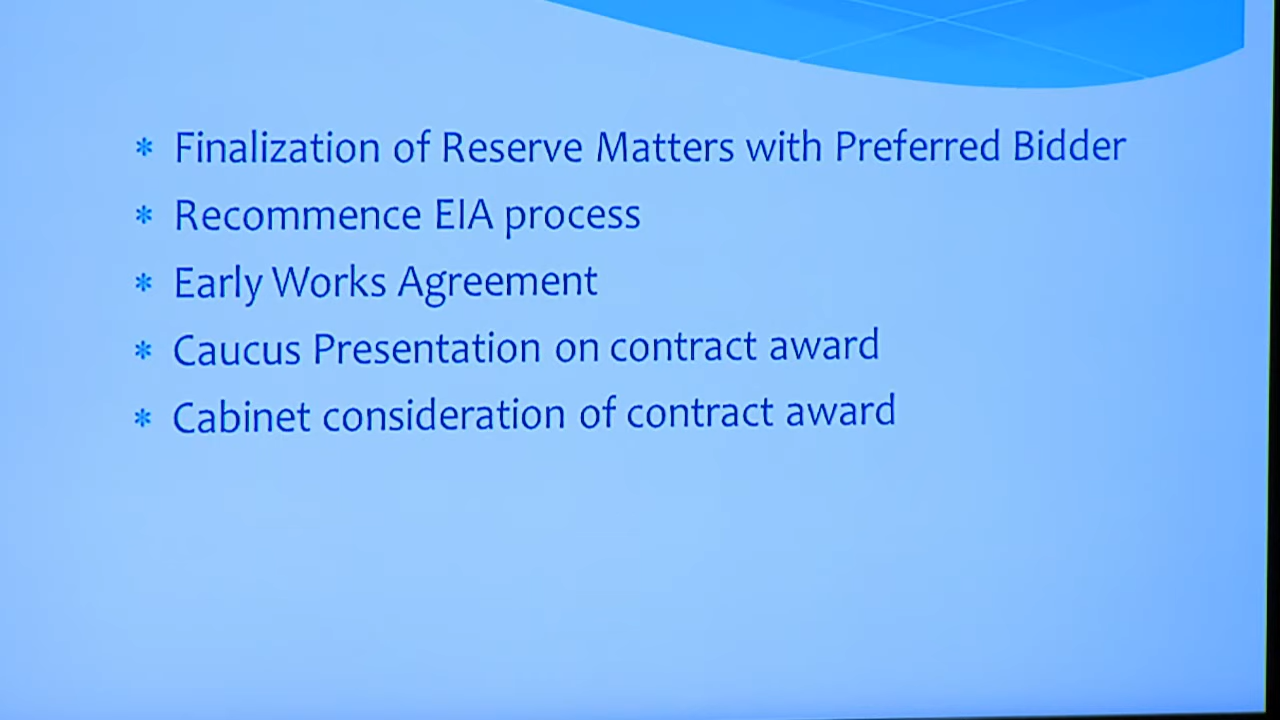 * Finalization of Reserve Matters with Preferred Bidder
* Recommence EIA process
* Early Works Agreement
* Caucus Presentation on contract award
* Cabinet consideration of contract award